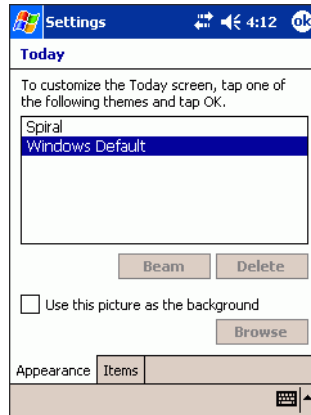 Settings 4:12 ok
Today
To customize the Today screen, tap one of
the following themes and tap OK.
Spiral
Windows Default
Beam Delete
Use this picture as the background
Browse
Appearance Items